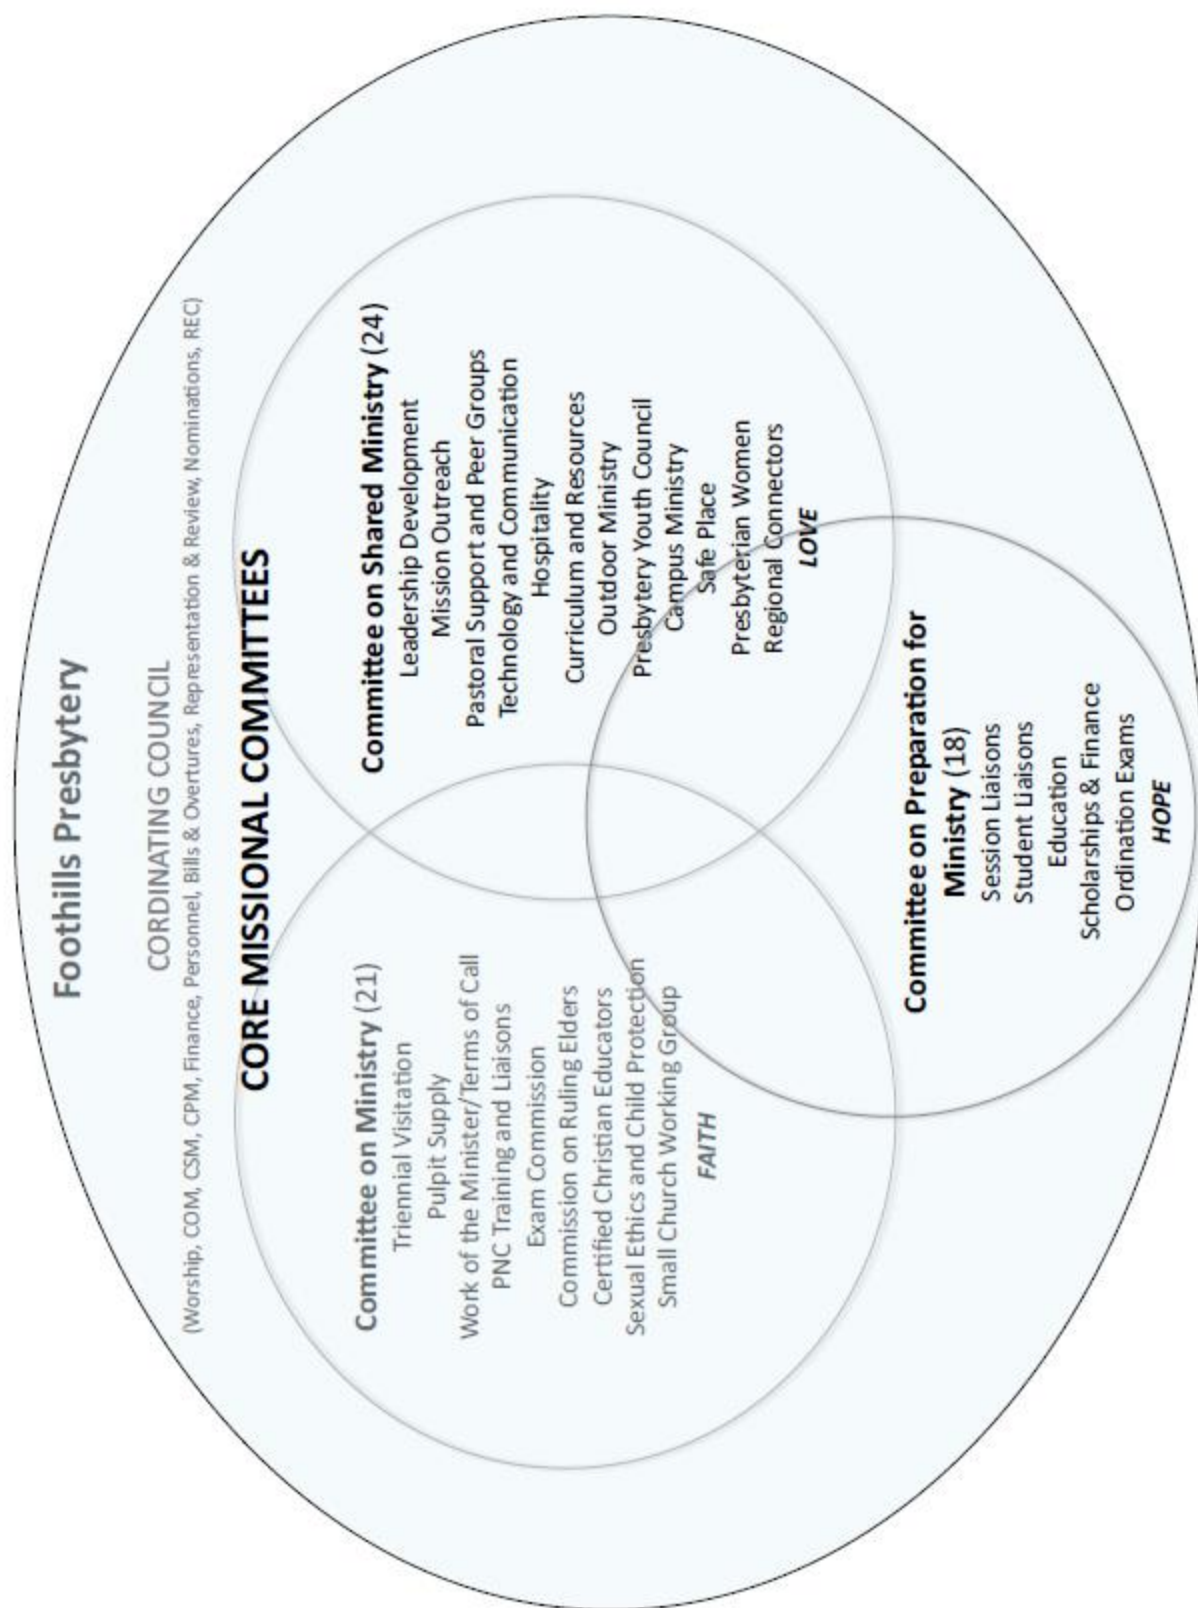 Foothills Presbytery
CORDINATING COUNCIL
(Worship, COM, CSM, CPM, Finance, Personnel, Bills & Overtures, Representation & Review, Nominations, REC)
CORE MISSIONAL COMMITTEES
Committee on Ministry (21)
Triennial Visitation
Pulpit Supply
Work of the Minister/Terms of Call
PNC Training and Liaisons
Exam Commission
Commission on Ruling Elders
Certified Christian Educators
Sexual Ethics and Child Protection
Small Church Working Group
FAITH
Committee on Shared Ministry (24)
Leadership Development
Mission Outreach
Pastoral Support and Peer Groups
Technology and Communication
Hospitality
Curriculum and Resources
Outdoor Ministry
Presbytery Youth Council
Campus Ministry
Safe Place
Presbyterian Women
Regional Connectors
LOVE
Committee on Preparation for
Ministry (18)
Session Liaisons
Student Liaisons
Education
Scholarships & Finance
Ordination Exams
HOPE